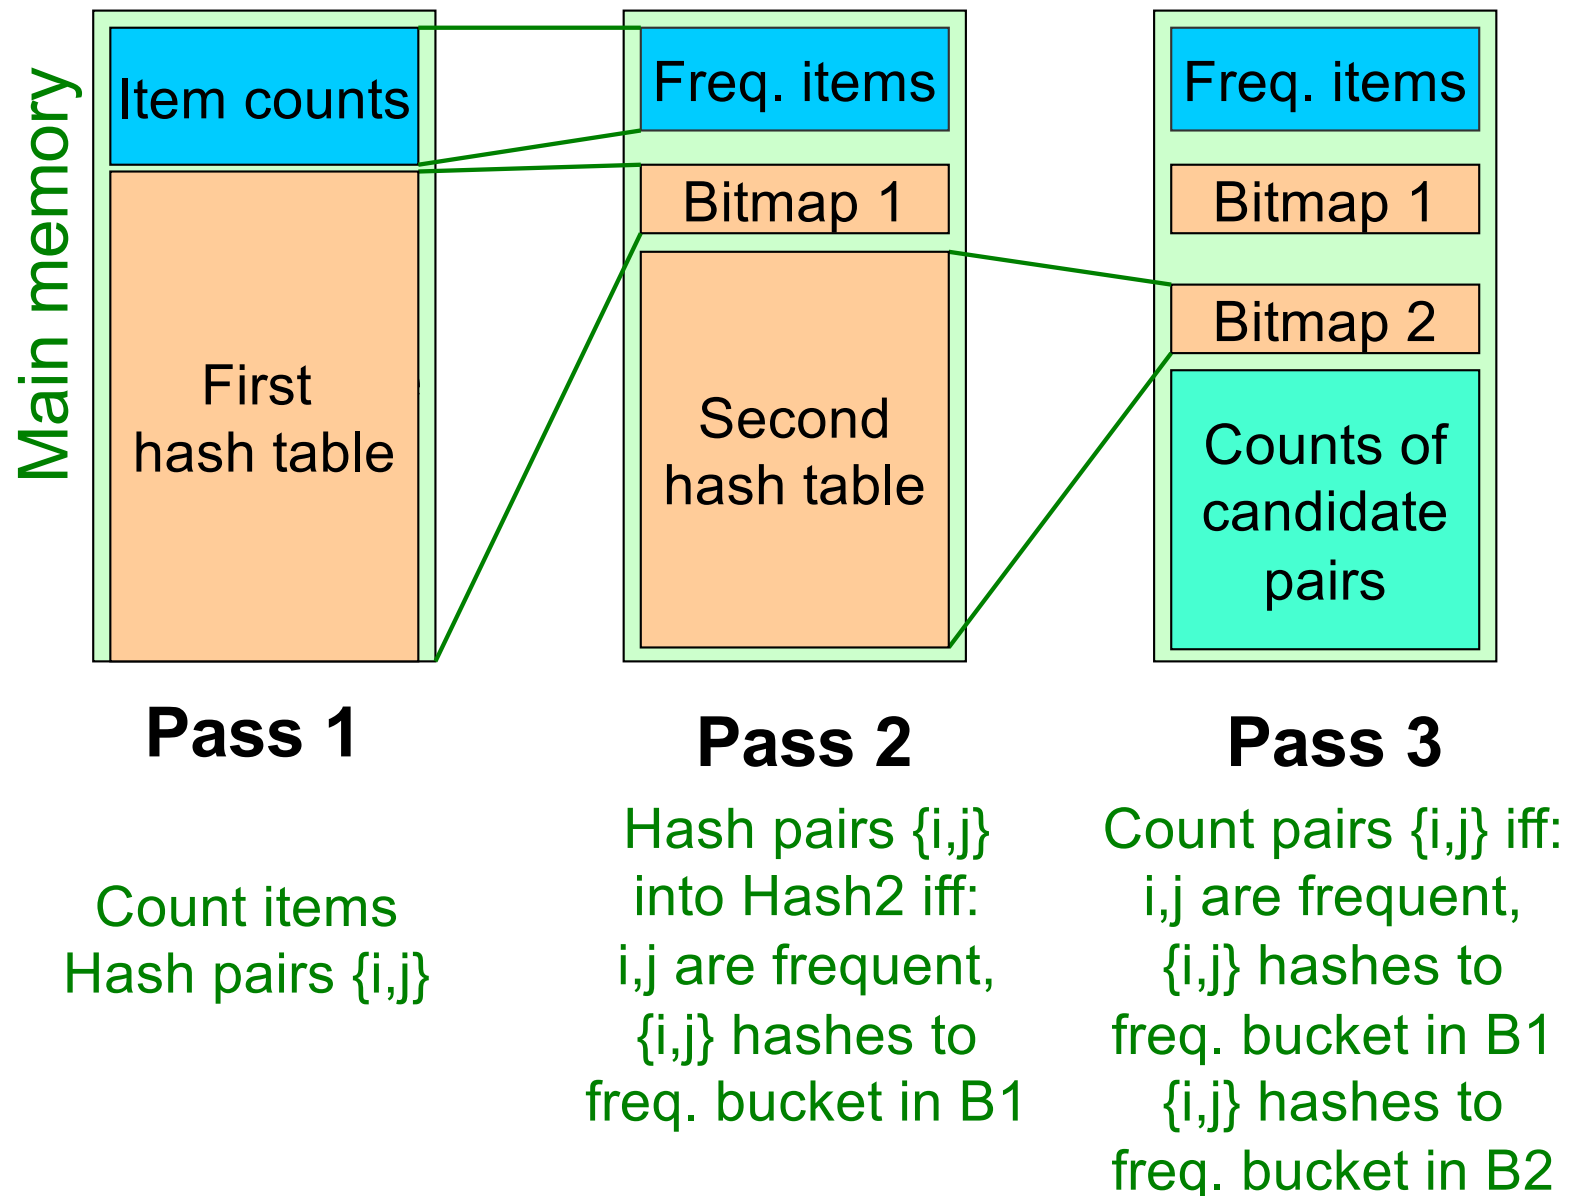 Main memory
Item counts
First
hash table
Pass 1
Count items
Hash pairs {i,j}
Freq. items
Bitmap 1
Second
hash table
Pass 2
Hash pairs {i,j}
into Hash2 iff:
i,j are frequent,
{i,j} hashes to
freq. bucket in B1
Freq. items
Bitmap 1
Bitmap 2
Counts of
candidate
pairs
Pass 3
Count pairs {i,j} iff:
i,j are frequent,
{i,j} hashes to
freq. bucket in B1
{i,j} hashes to
freq. bucket in B2